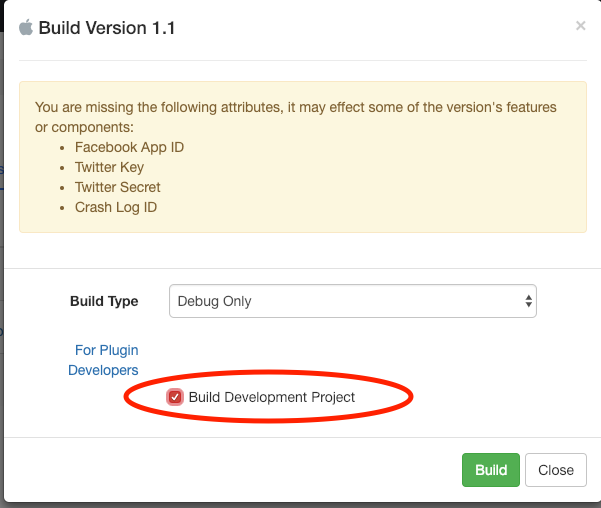 Build Version 1.1
×
You are missing the following attributes, it may effect some of the version's features
or components:
• Facebook App ID
• Twitter Key
• Twitter Secret
• Crash Log ID
Build Type
Debug Only
For Plugin
Developers
Build Development Project
Build
Close